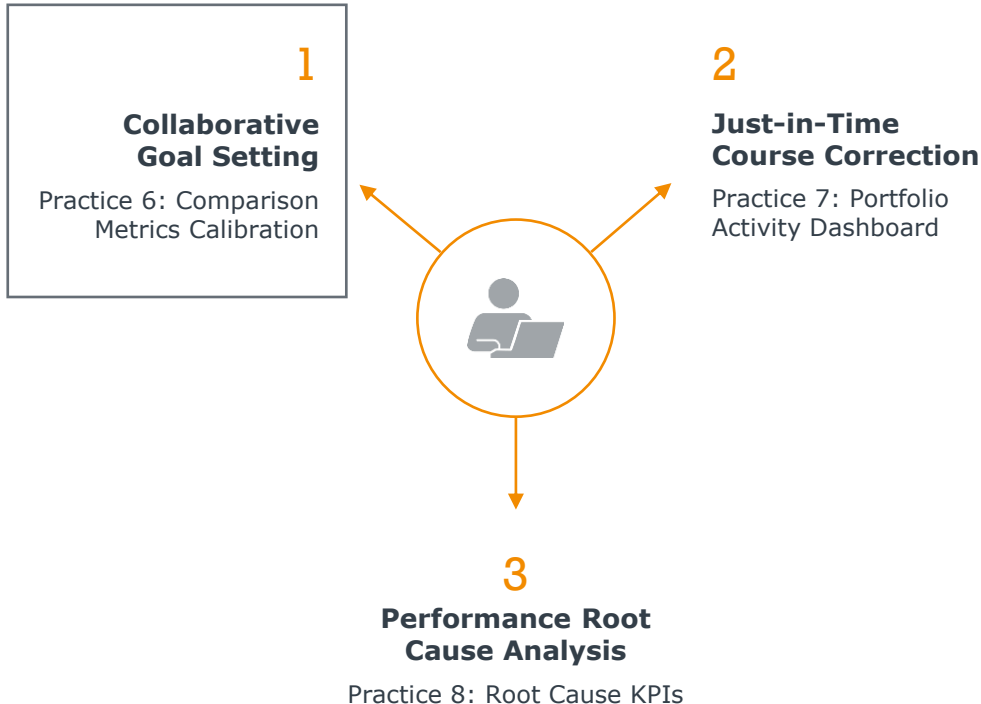 1
Collaborative
Goal Setting
Practice 6: Comparison
Metrics Calibration
2
Just-in-Time
Course Correction
Practice 7: Portfolio
Activity Dashboard
3
Performance Root
Cause Analysis
Practice 8: Root Cause KPIs